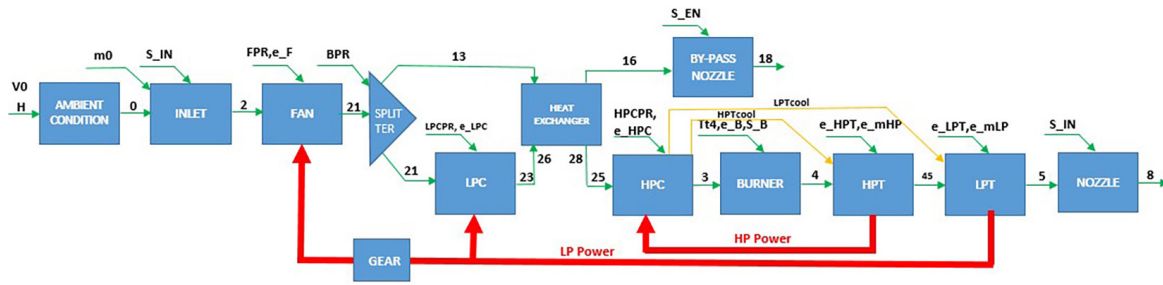 S_EN
m0
S_IN
FPR,e_F
BPR
13
16
BY-PASS
NOZZLE
18
V0
H
AMBIENT
CONDITION
0
INLET
2
FAN
21
SPLIT
TER
HEAT
EXCHANGER
LPTcool
HPCPR,
e_HPC
HPTcool
Tt4,e_B,S_B
e_HPT,e_mHP
e_LPT,e_mLP
S_IN
LPCPR, e_LPC
21
LPC
23
26
28
25
HPC
3
BURNER
4
HPT
45
LPT
5
NOZZLE
8
HP Power
LP Power
GEAR